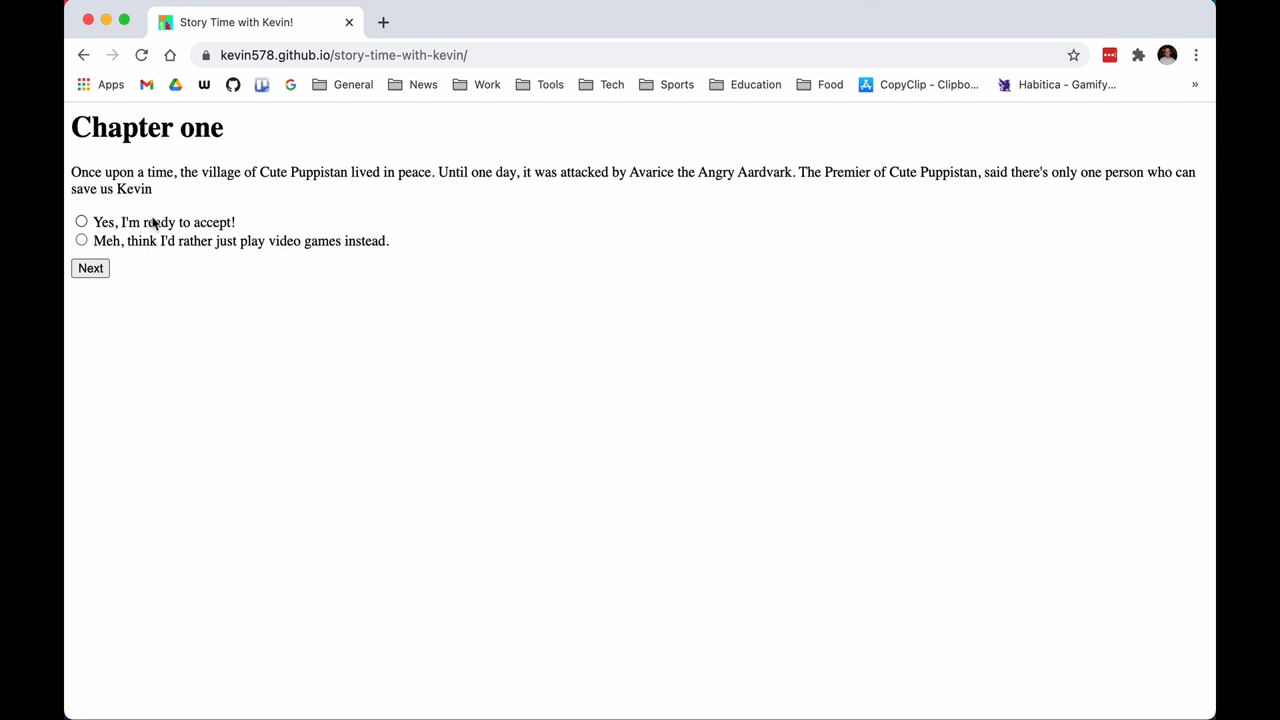 Story Time with Kevin!
kevin578.github.io/story-time-with-kevin/
Apps
General
News
Work
Tools
Tech
Sports
Education
Food
CopyClip - Clipbo...
Habitica - Gamify...
»
Chapter one
Once upon a time, the village of Cute Puppistan lived in peace. Until one day, it was attacked by Avarice the Angry Aardvark. The Premier of Cute Puppistan, said there's only one person who can
save us Kevin
Yes, I'm ready to accept!
Meh, think I'd rather just play video games instead.
Next